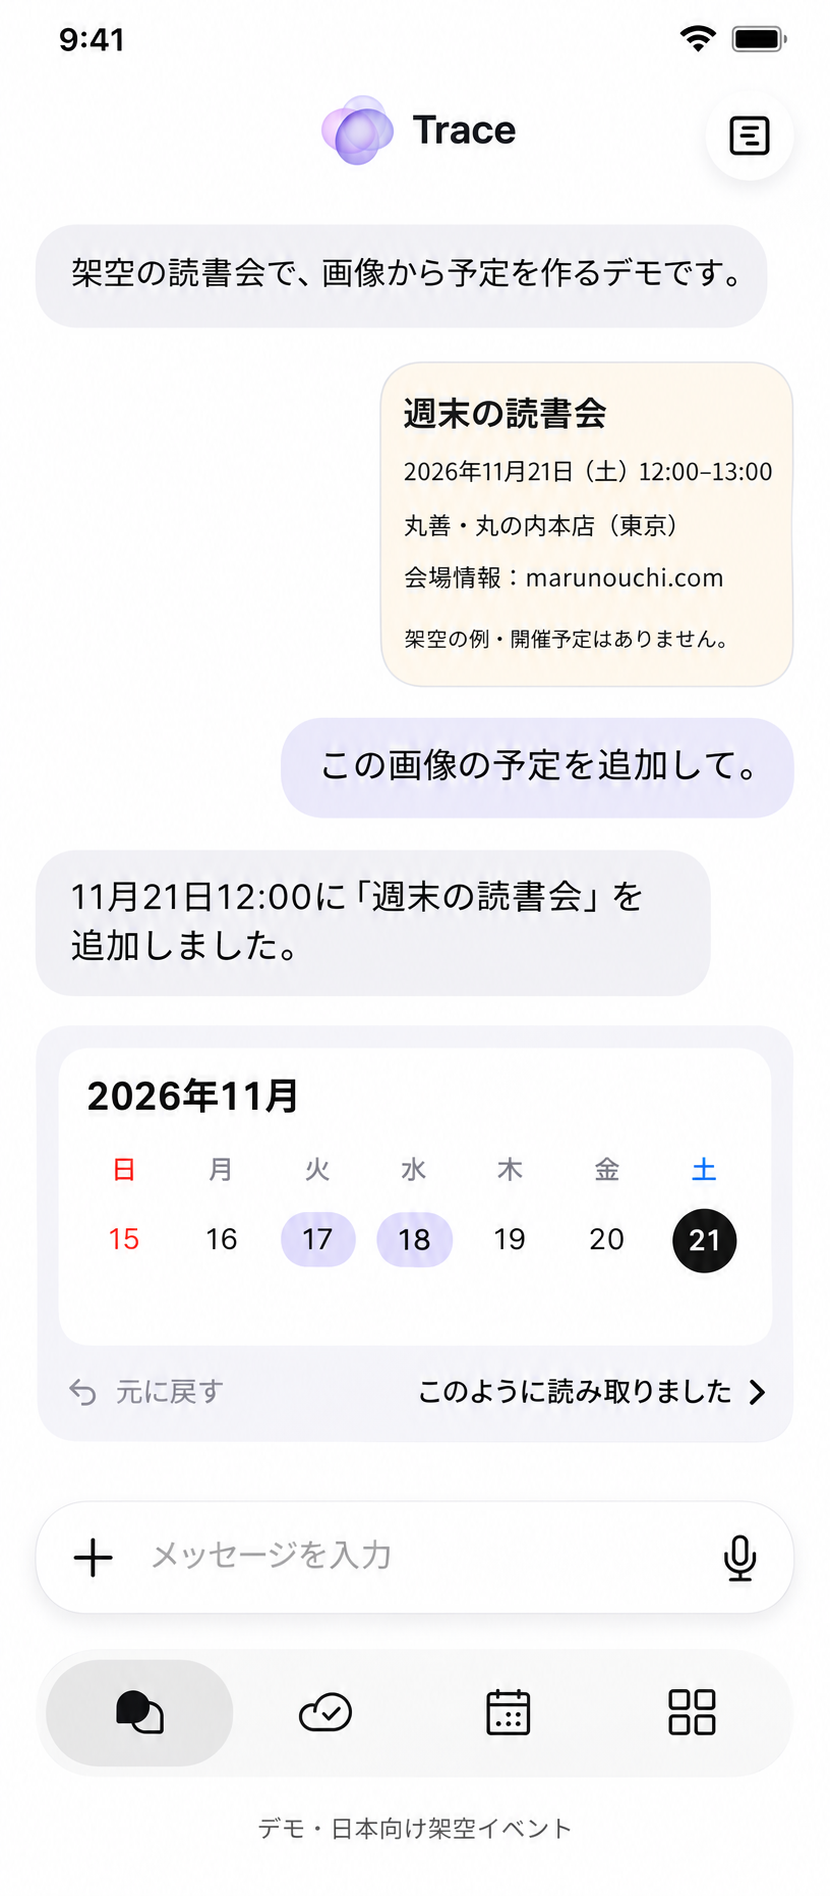 9:41
Trace
架空の読書会で、画像から予定を作るデモです。
週末の読書会
2026年11月21日（土）12:00–13:00
丸善・丸の内本店（東京）
会場情報：marunouchi.com
架空の例・開催予定はありません。
この画像の予定を追加して。
11月21日12:00に「週末の読書会」を
追加しました。
2026年11月
日 月 火 水 木 金 土
15 16 17 18 19 20 21
元に戻す このように読み取りました
メッセージを入力
デモ・日本向け架空イベント